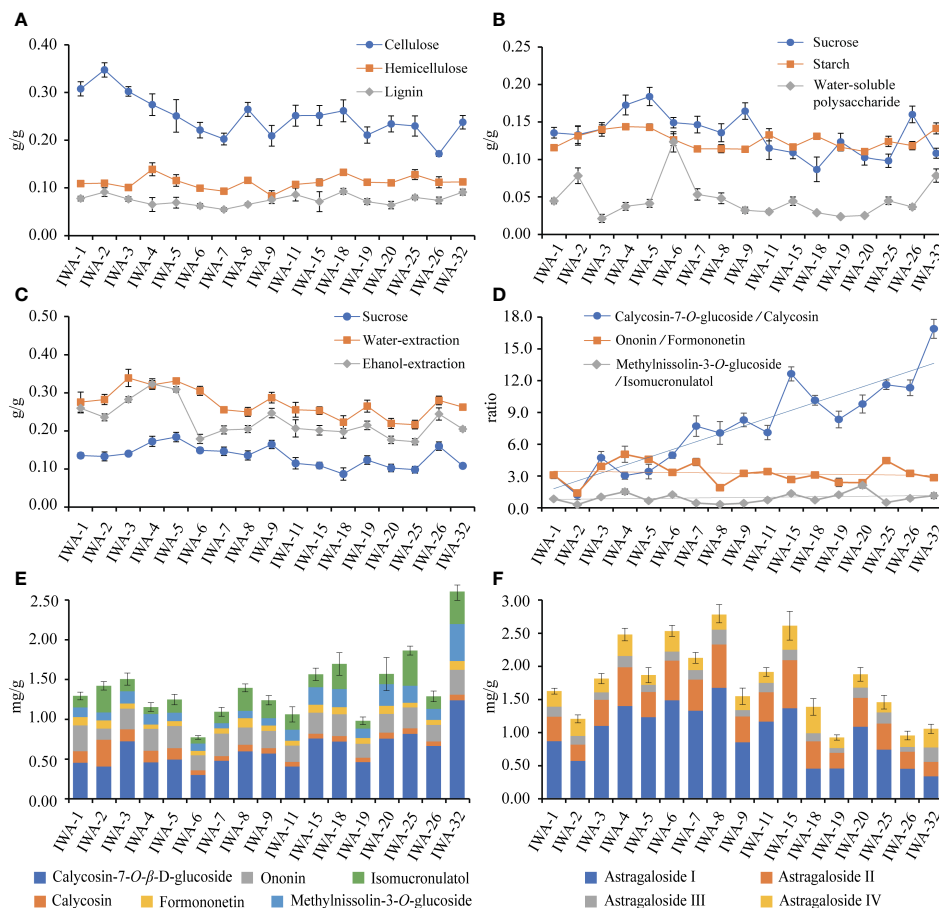 A
Cellulose
Hemicellulose
Lignin
0.40
0.30
0.20
0.10
0.00
g/g
IWA-1
IWA-2
IWA-3
IWA-4
IWA-5
IWA-6
IWA-7
IWA-8
IWA-9
IWA-11
IWA-15
IWA-18
IWA-19
IWA-20
IWA-25
IWA-26
IWA-32
B
Sucrose
Starch
Water-soluble
polysaccharide
0.25
0.20
0.15
0.10
0.05
0.00
g/g
IWA-1
IWA-2
IWA-3
IWA-4
IWA-5
IWA-6
IWA-7
IWA-8
IWA-9
IWA-11
IWA-15
IWA-18
IWA-19
IWA-20
IWA-25
IWA-26
IWA-32
C
Sucrose
Water-extraction
Ethanol-extraction
0.50
0.40
0.30
0.20
0.10
0.00
g/g
IWA-1
IWA-2
IWA-3
IWA-4
IWA-5
IWA-6
IWA-7
IWA-8
IWA-9
IWA-11
IWA-15
IWA-18
IWA-19
IWA-20
IWA-25
IWA-26
IWA-32
D
Calycosin-7-O-glucoside / Calycosin
Ononin / Formononetin
Methylnissolin-3-O-glucoside
/Isomucronulatol
18.0
15.0
12.0
9.0
6.0
3.0
0.0
ratio
IWA-1
IWA-2
IWA-3
IWA-4
IWA-5
IWA-6
IWA-7
IWA-8
IWA-9
IWA-11
IWA-15
IWA-18
IWA-19
IWA-20
IWA-25
IWA-26
IWA-32
E
2.50
2.00
1.50
1.00
0.50
0.00
mg/g
IWA-1
IWA-2
IWA-3
IWA-4
IWA-5
IWA-6
IWA-7
IWA-8
IWA-9
IWA-11
IWA-15
IWA-18
IWA-19
IWA-20
IWA-25
IWA-26
IWA-32
Calycosin-7-O-β-D-glucoside
Ononin
Isomucronulatol
Calycosin
Formononetin
Methylnissolin-3-O-glucoside
F
3.00
2.50
2.00
1.50
1.00
0.50
0.00
mg/g
IWA-1
IWA-2
IWA-3
IWA-4
IWA-5
IWA-6
IWA-7
IWA-8
IWA-9
IWA-11
IWA-15
IWA-18
IWA-19
IWA-20
IWA-25
IWA-26
IWA-32
Astragaloside I
Astragaloside II
Astragaloside III
Astragaloside IV